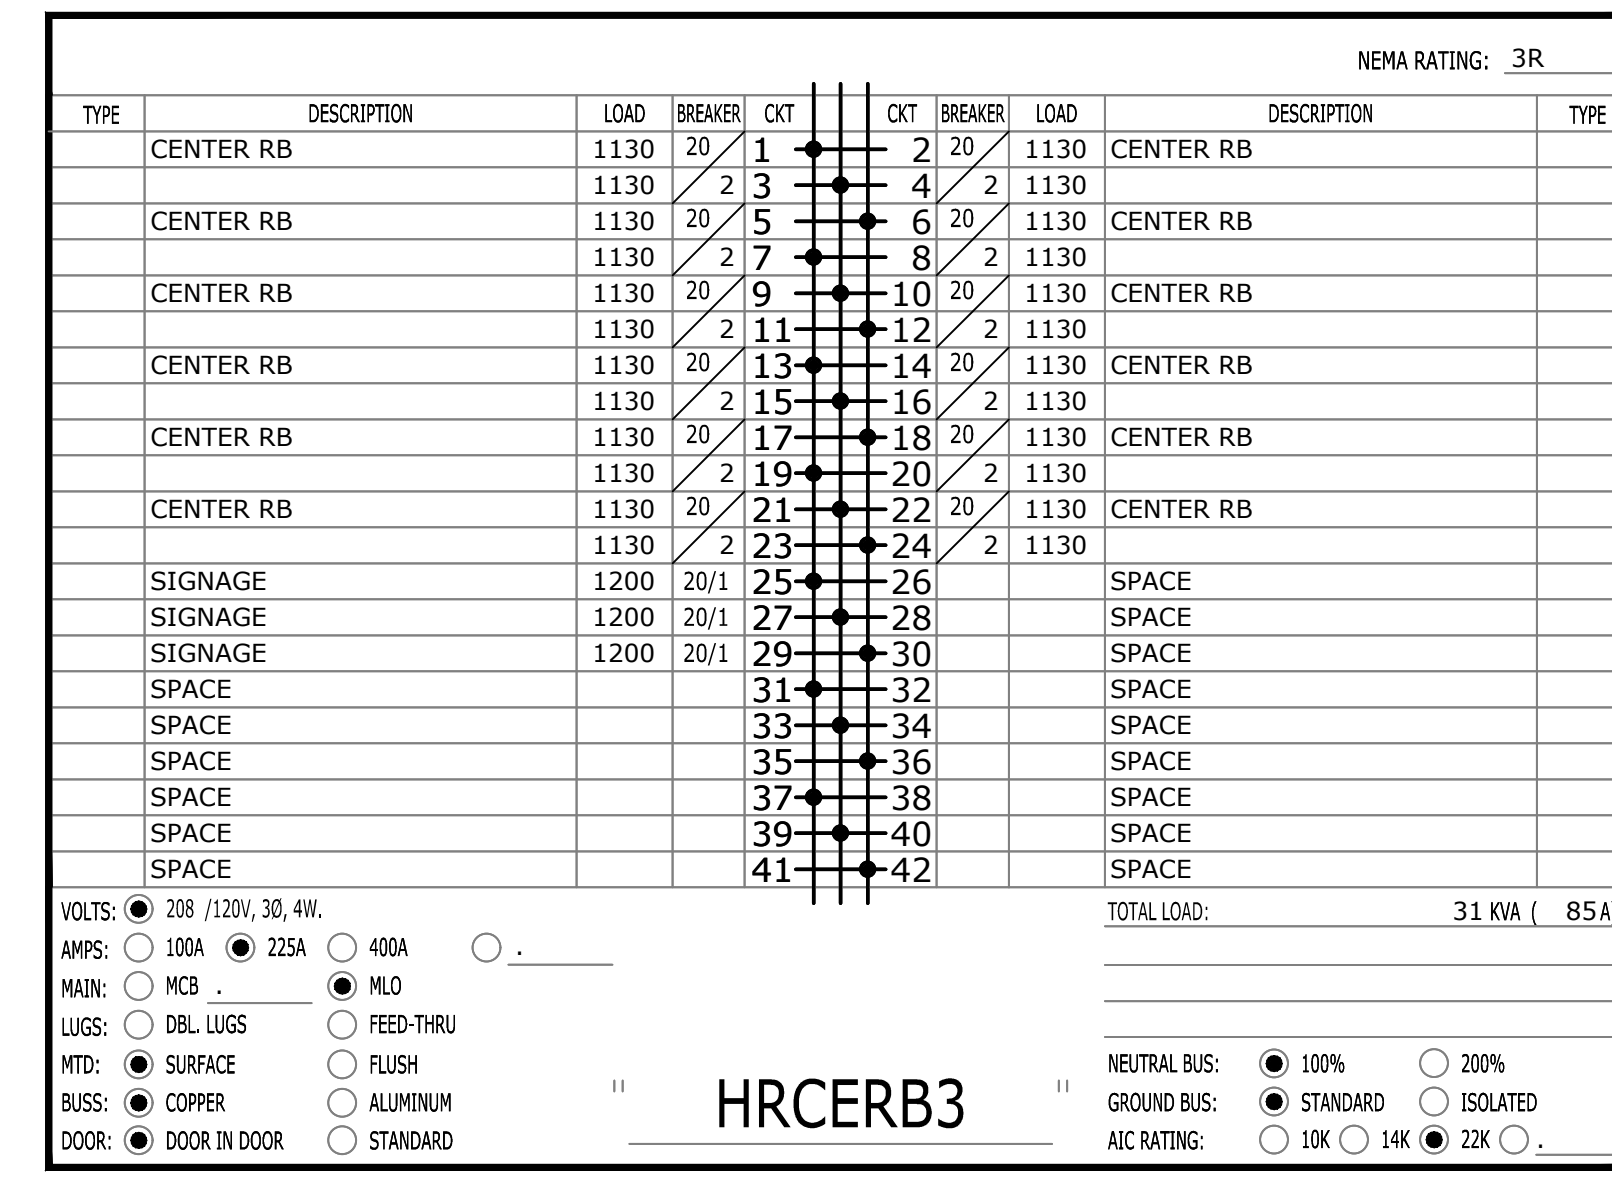 NEMA RATING: 3R
TYPE DESCRIPTION LOAD BREAKER CKT CKT BREAKER LOAD DESCRIPTION TYPE
CENTER RB 1130 20 1 2 20 1130 CENTER RB
1130 2 3 4 2 1130
CENTER RB 1130 20 5 6 20 1130 CENTER RB
1130 2 7 8 2 1130
CENTER RB 1130 20 9 10 20 1130 CENTER RB
1130 2 11 12 2 1130
CENTER RB 1130 20 13 14 20 1130 CENTER RB
1130 2 15 16 2 1130
CENTER RB 1130 20 17 18 20 1130 CENTER RB
1130 2 19 20 2 1130
CENTER RB 1130 20 21 22 20 1130 CENTER RB
1130 2 23 24 2 1130
SIGNAGE 1200 20/1 25 26 SPACE
SIGNAGE 1200 20/1 27 28 SPACE
SIGNAGE 1200 20/1 29 30 SPACE
SPACE 31 32 SPACE
SPACE 33 34 SPACE
SPACE 35 36 SPACE
SPACE 37 38 SPACE
SPACE 39 40 SPACE
SPACE 41 42 SPACE
VOLTS: 208 /120V, 3Ø, 4W. TOTAL LOAD: 31 KVA ( 85A
AMPS: 100A 225A 400A .
MAIN: MCB . MLO
LUGS: DBL. LUGS FEED-THRU
MTD: SURFACE FLUSH NEUTRAL BUS: 100% 200%
BUSS: COPPER ALUMINUM " HRCERB3 " GROUND BUS: STANDARD ISOLATED
DOOR: DOOR IN DOOR STANDARD AIC RATING: 10K 14K 22K .